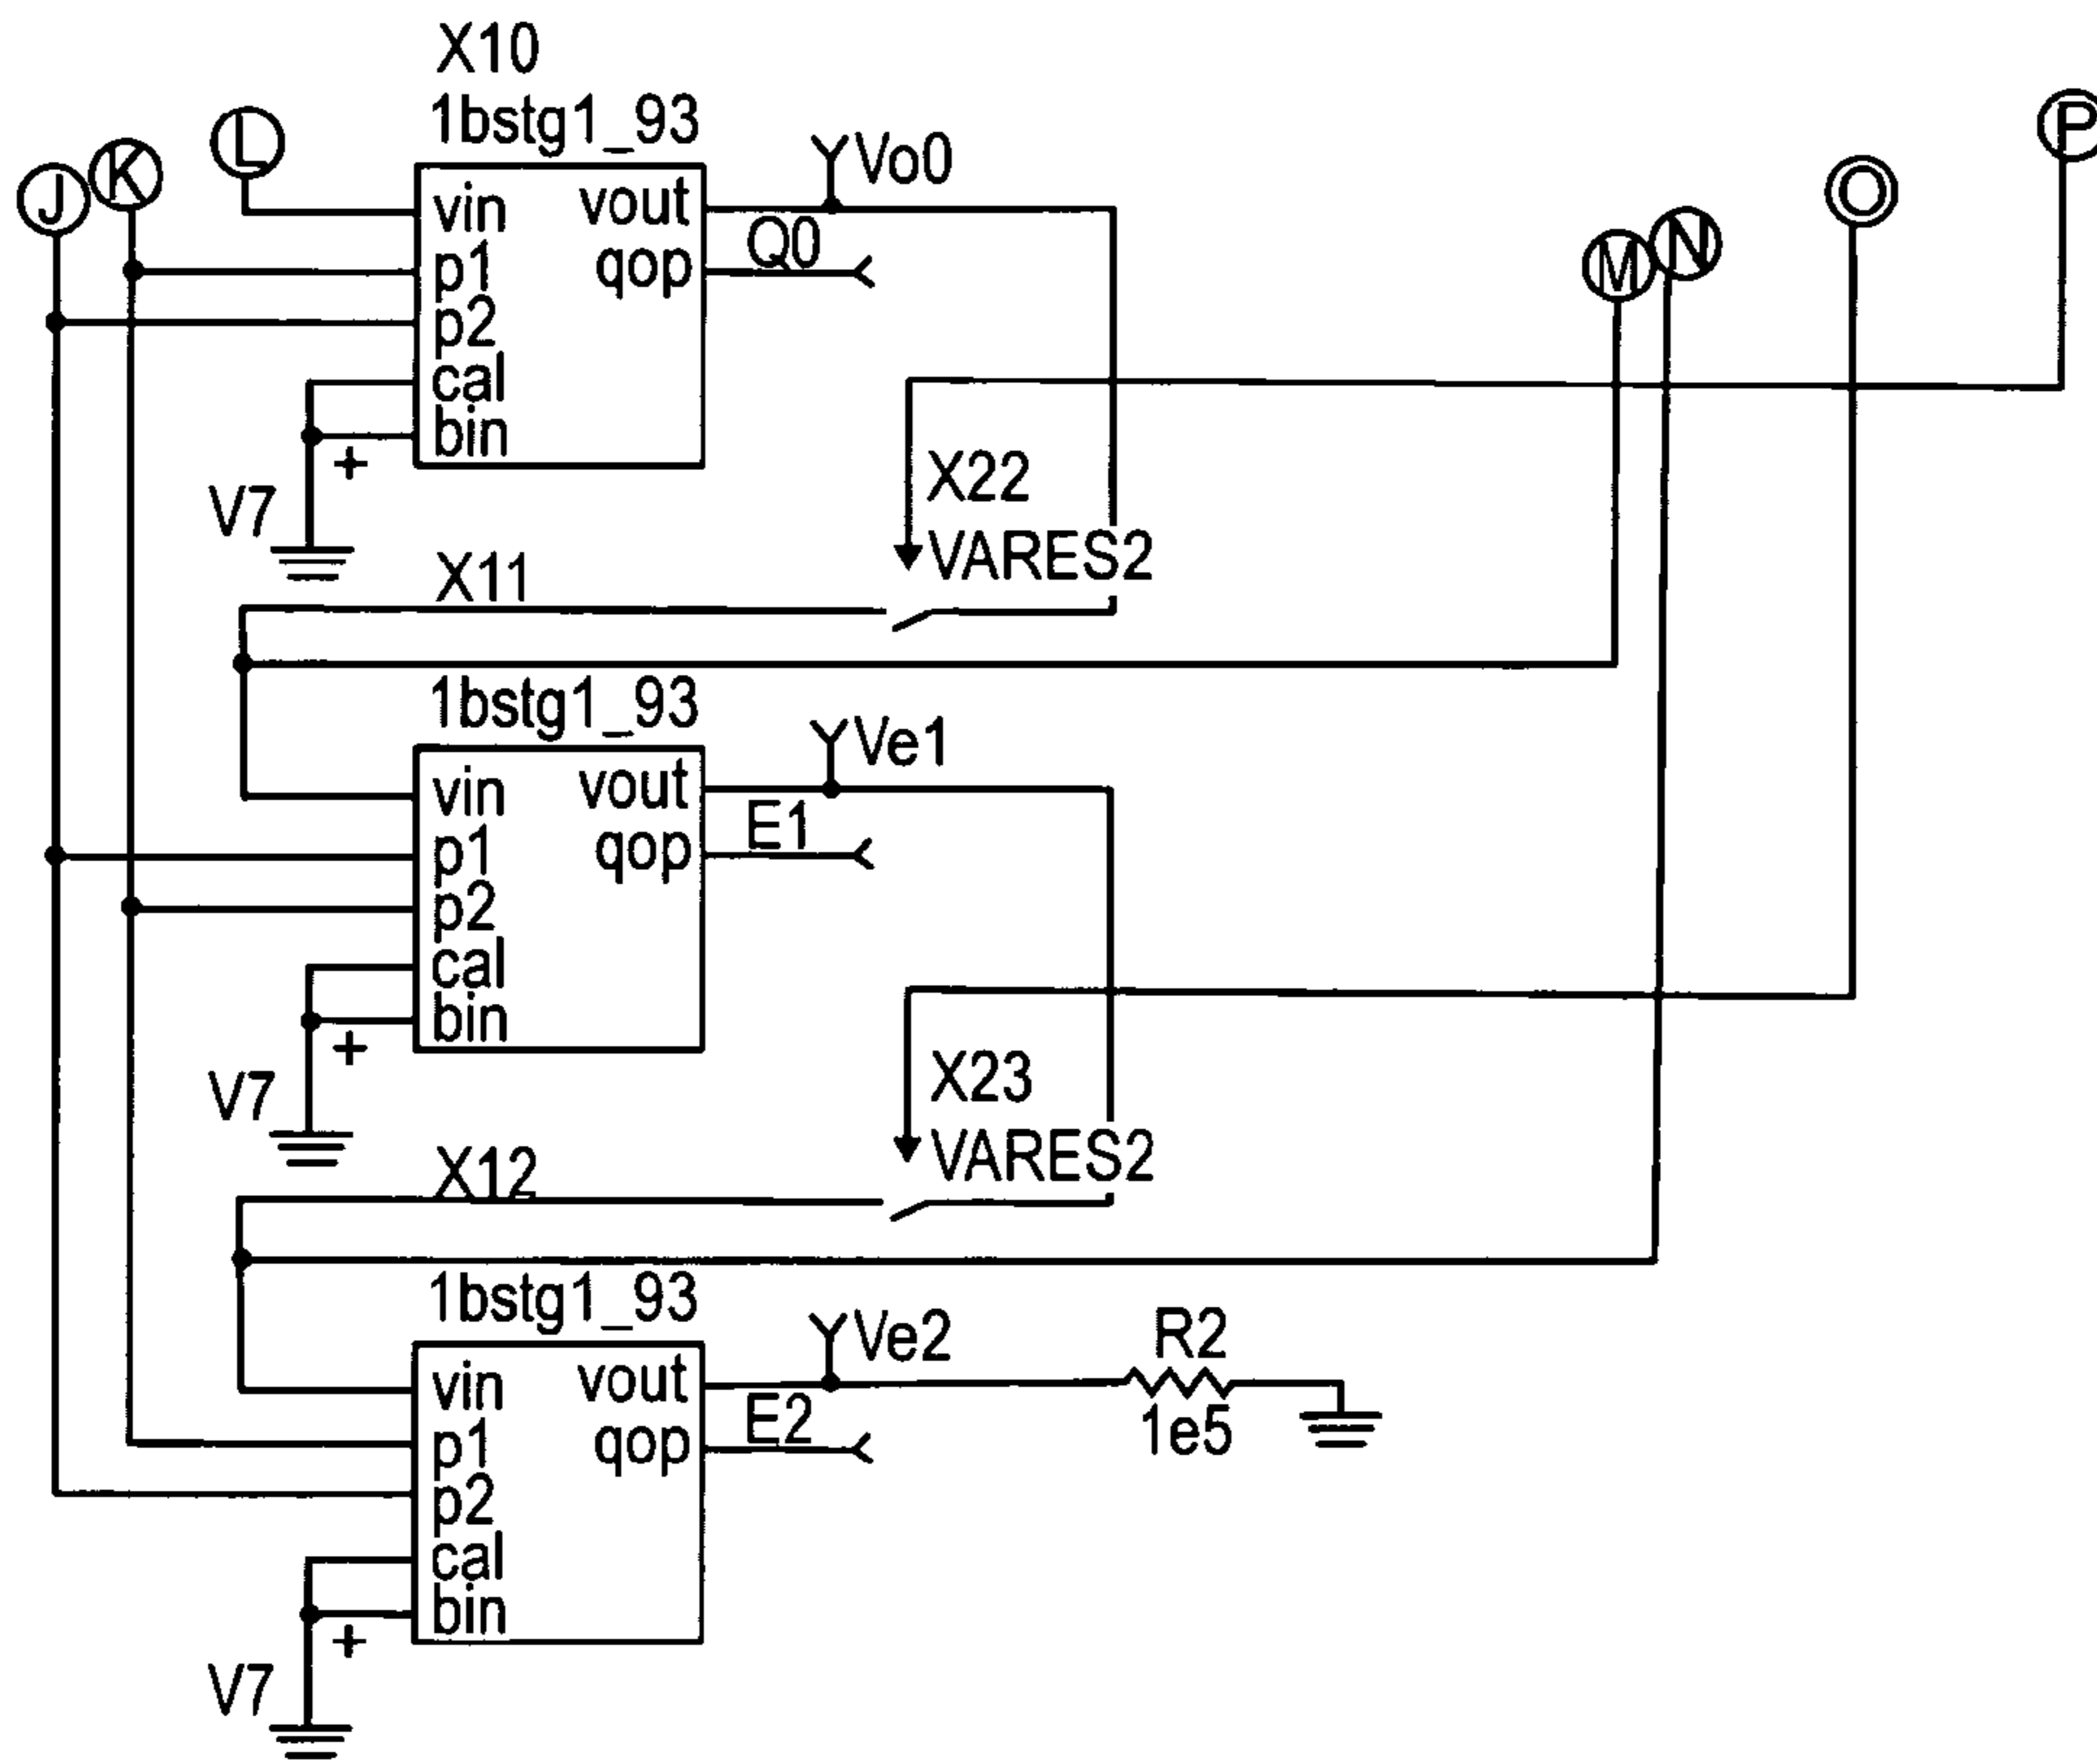 X10
1bstg1_93
J
K
L
P
O
M
N
vin
p1
p2
cal
bin
vout
qop
Vo0
Q0
+
V7
X22
VARES2
X11
1bstg1_93
vin
p1
p2
cal
bin
vout
qop
Ve1
E1
+
V7
X23
VARES2
X12
1bstg1_93
vin
p1
p2
cal
bin
vout
qop
Ve2
E2
R2
1e5
+
V7